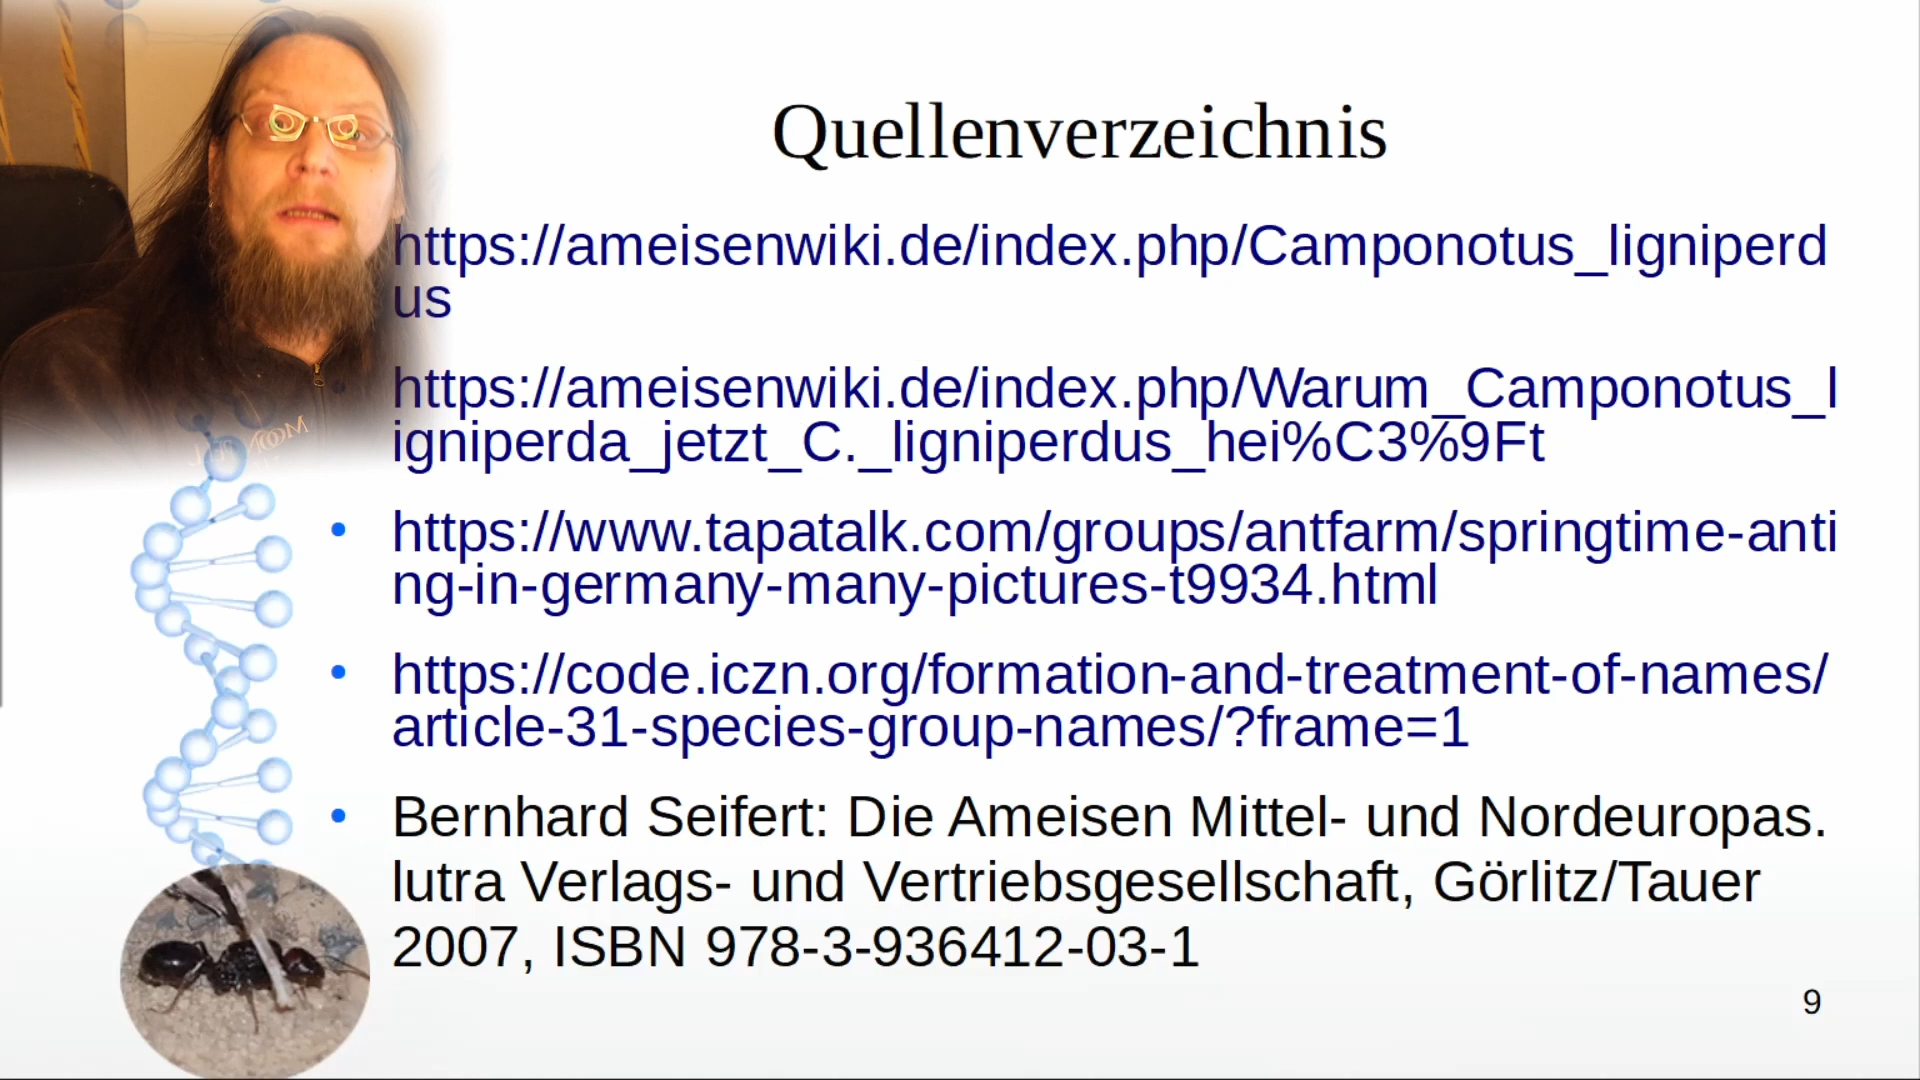 Quellenverzeichnis
https://ameisenwiki.de/index.php/Camponotus_ligniperd
us
https://ameisenwiki.de/index.php/Warum_Camponotus_l
igniperda_jetzt_C._ligniperdus_hei%C3%9Ft
https://www.tapatalk.com/groups/antfarm/springtime-anti
ng-in-germany-many-pictures-t9934.html
https://code.iczn.org/formation-and-treatment-of-names/
article-31-species-group-names/?frame=1
Bernhard Seifert: Die Ameisen Mittel- und Nordeuropas.
lutra Verlags- und Vertriebsgesellschaft, Görlitz/Tauer
2007, ISBN 978-3-936412-03-1
9